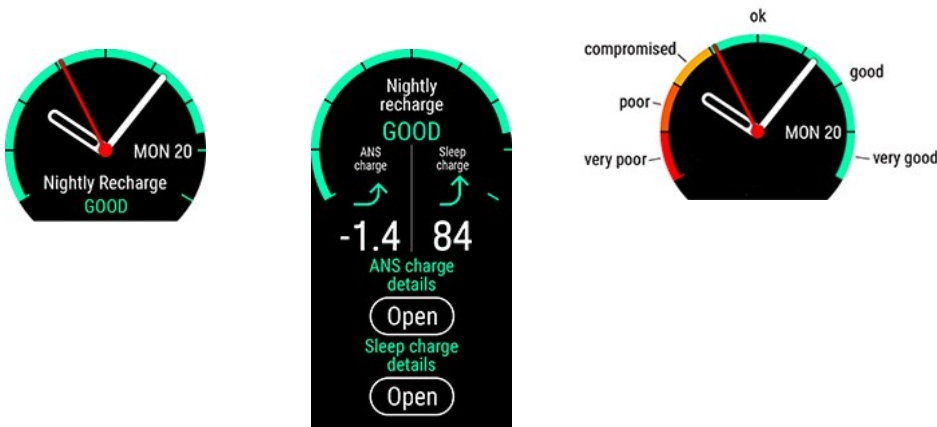 MON 20
Nightly Recharge
GOOD
Nightly
recharge
GOOD
ANS
charge
Sleep
charge
-1.4
84
ANS charge
details
Open
Sleep charge
details
Open
ok
compromised
good
poor
MON 20
very poor
very good